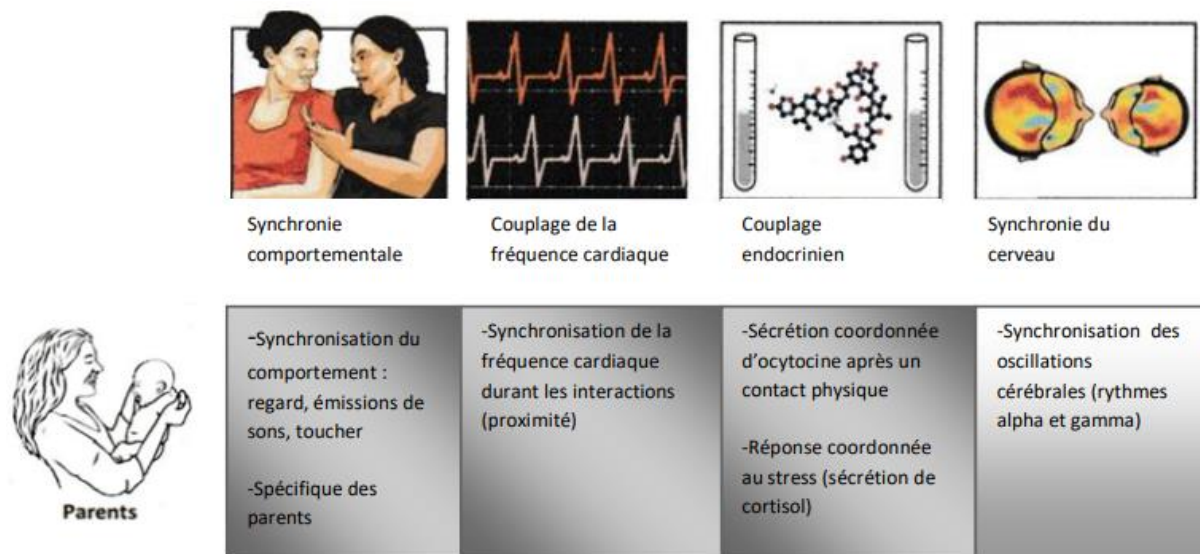 Synchronie
comportementale
Couplage de la
fréquence cardiaque
Couplage
endocrinien
Synchronie du
cerveau
Parents
-Synchronisation du
comportement :
regard, émissions de
sons, toucher
-Spécifique des
parents
-Synchronisation de la
fréquence cardiaque
durant les interactions
(proximité)
-Sécrétion coordonnée
d'ocytocine après un
contact physique
-Réponse coordonnée
au stress (sécrétion de
cortisol)
-Synchronisation des
oscillations
cérébrales (rythmes
alpha et gamma)